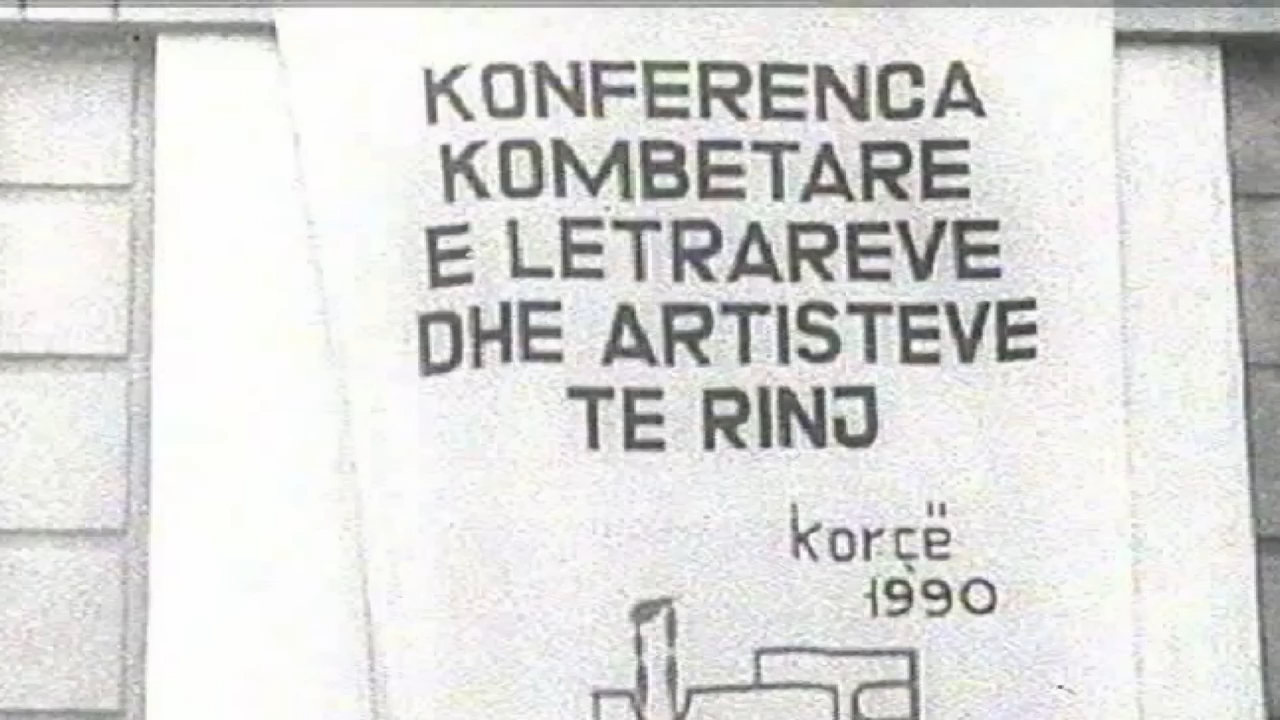 KONFERENCA
KOMBETARE
E LETRAREVE
DHE ARTISTEVE
TE RINJ
korçë
1990